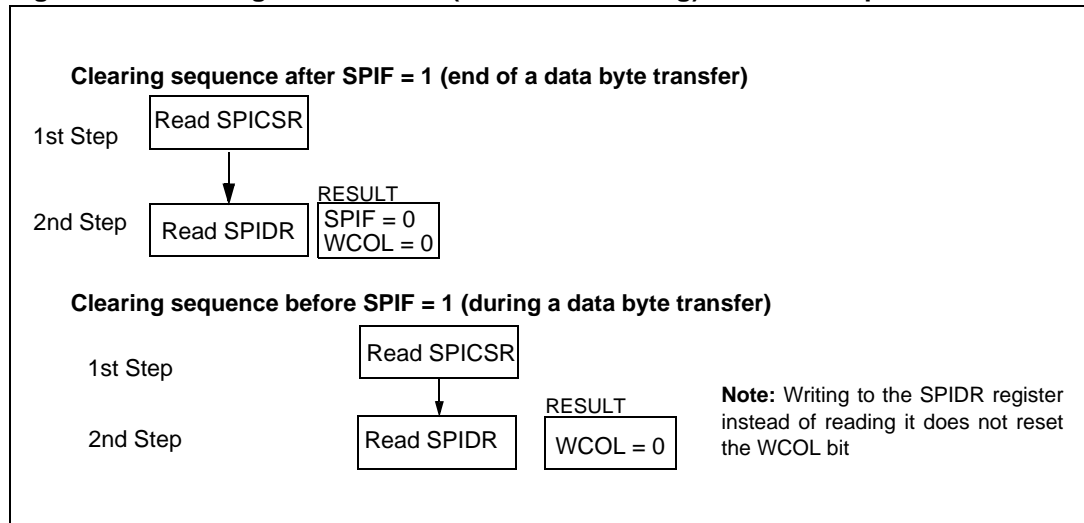 Clearing sequence after SPIF = 1 (end of a data byte transfer)
1st Step
Read SPICSR
2nd Step
Read SPIDR
RESULT
SPIF = 0
WCOL = 0
Clearing sequence before SPIF = 1 (during a data byte transfer)
1st Step
Read SPICSR
2nd Step
Read SPIDR
RESULT
WCOL = 0
Note: Writing to the SPIDR register
instead of reading it does not reset
the WCOL bit